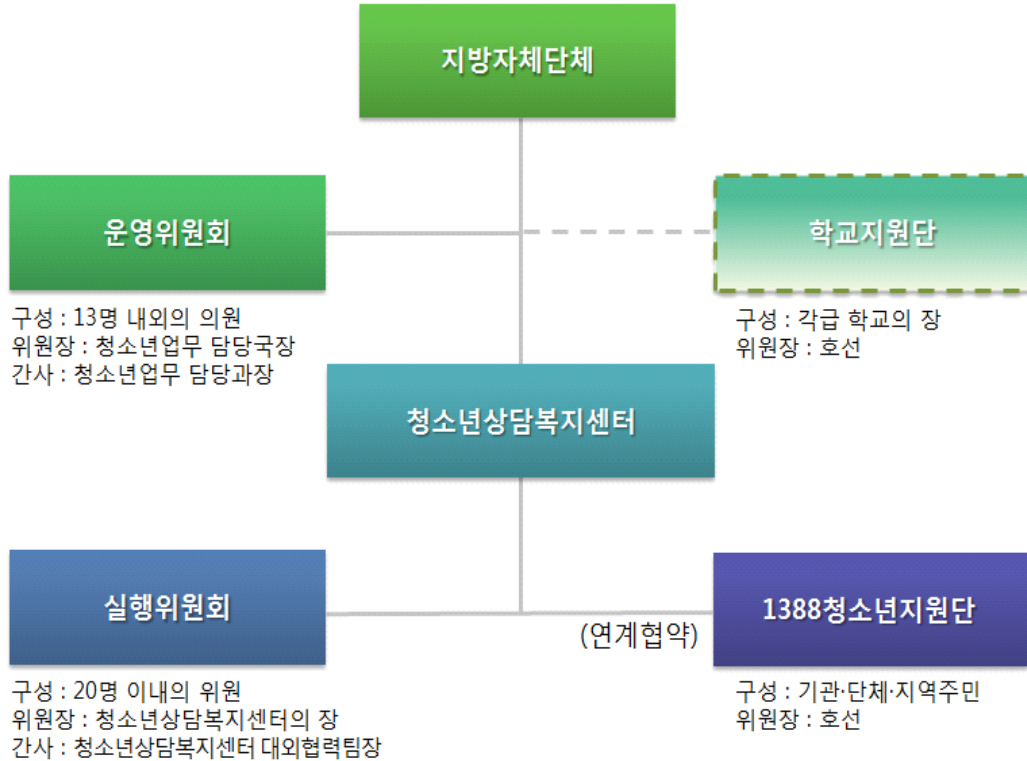 지방자체단체
운영위원회
학교지원단
구성 : 13명 내외의 의원
위원장 : 청소년업무 담당국장
간사 : 청소년업무 담당과장
구성 : 각급 학교의 장
위원장 : 호선
청소년상담복지센터
실행위원회
1388청소년지원단
(연계협약)
구성 : 20명 이내의 위원
위원장 : 청소년상담복지센터의 장
간사 : 청소년상담복지센터 대외협력팀장
구성 : 기관·단체·지역주민
위원장 : 호선